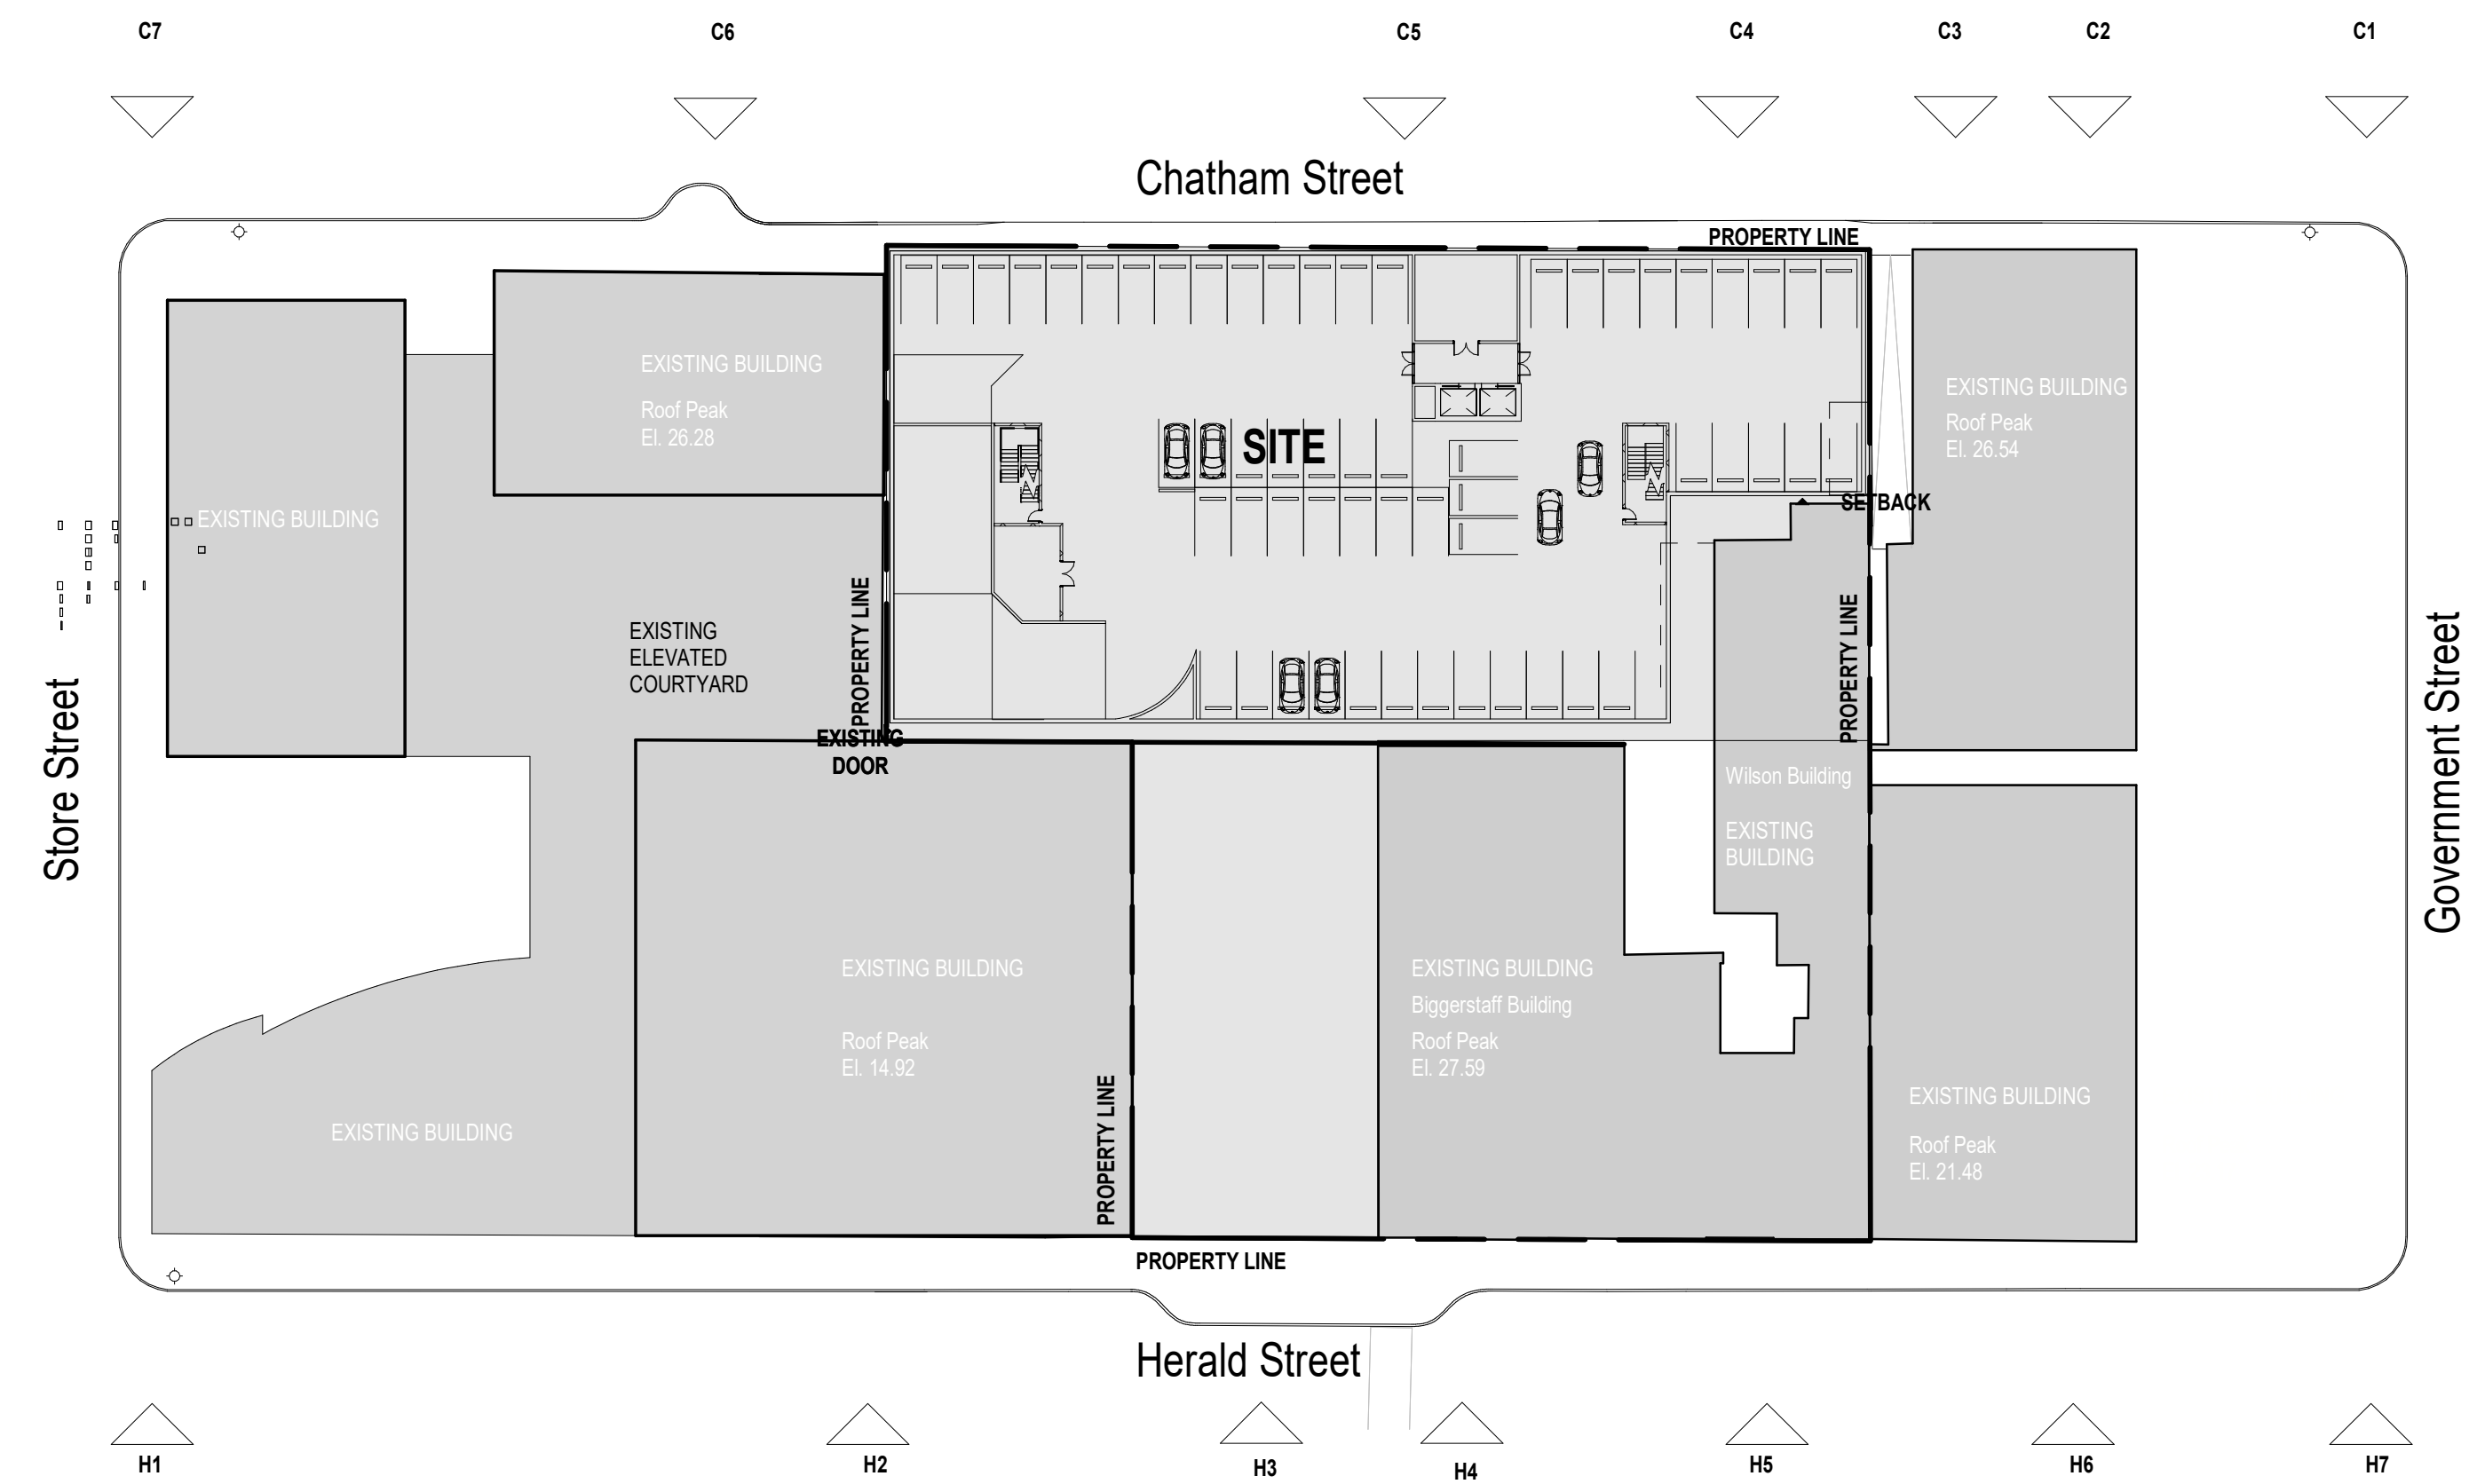 C7
C6
C5
C4
C3
C2
C1
Chatham Street
PROPERTY LINE
EXISTING BUILDING
Roof Peak
El. 26.28
SITE
EXISTING BUILDING
Roof Peak
El. 26.54
EXISTING BUILDING
SETBACK
EXISTING
ELEVATED
COURTYARD
PROPERTY LINE
PROPERTY LINE
Store Street
Government Street
EXISTING
DOOR
Wilson Building
EXISTING
BUILDING
EXISTING BUILDING
Roof Peak
El. 14.92
EXISTING BUILDING
Biggerstaff Building
Roof Peak
El. 27.59
EXISTING BUILDING
Roof Peak
El. 21.48
EXISTING BUILDING
PROPERTY LINE
PROPERTY LINE
Herald Street
H1
H2
H3
H4
H5
H6
H7